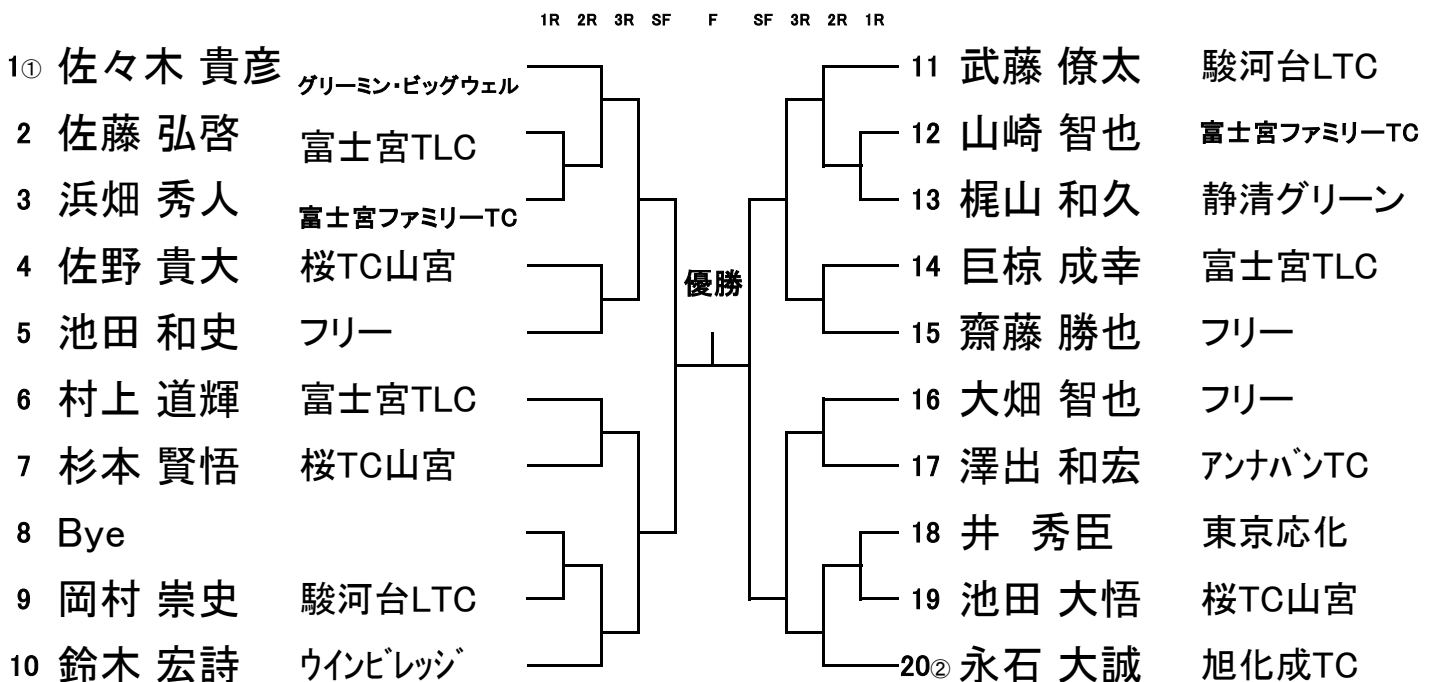 1R 2R 3R SF F SF 3R 2R 1R
1① 佐々木 貴彦 グリーミン・ビッグウェル
2 佐藤 弘啓 富士宮TLC
3 浜畑 秀人 富士宮ファミリーTC
4 佐野 貴大 桜TC山宮
5 池田 和史 フリー
6 村上 道輝 富士宮TLC
7 杉本 賢悟 桜TC山宮
8 Bye
9 岡村 崇史 駿河台LTC
10 鈴木 宏詩 ウインビレッジ
優勝
11 武藤 僚太 駿河台LTC
12 山崎 智也 富士宮ファミリーTC
13 梶山 和久 静清グリーン
14 巨椋 成幸 富士宮TLC
15 齋藤 勝也 フリー
16 大畑 智也 フリー
17 澤出 和宏 アンナバンTC
18 井 秀臣 東京応化
19 池田 大悟 桜TC山宮
20② 永石 大誠 旭化成TC